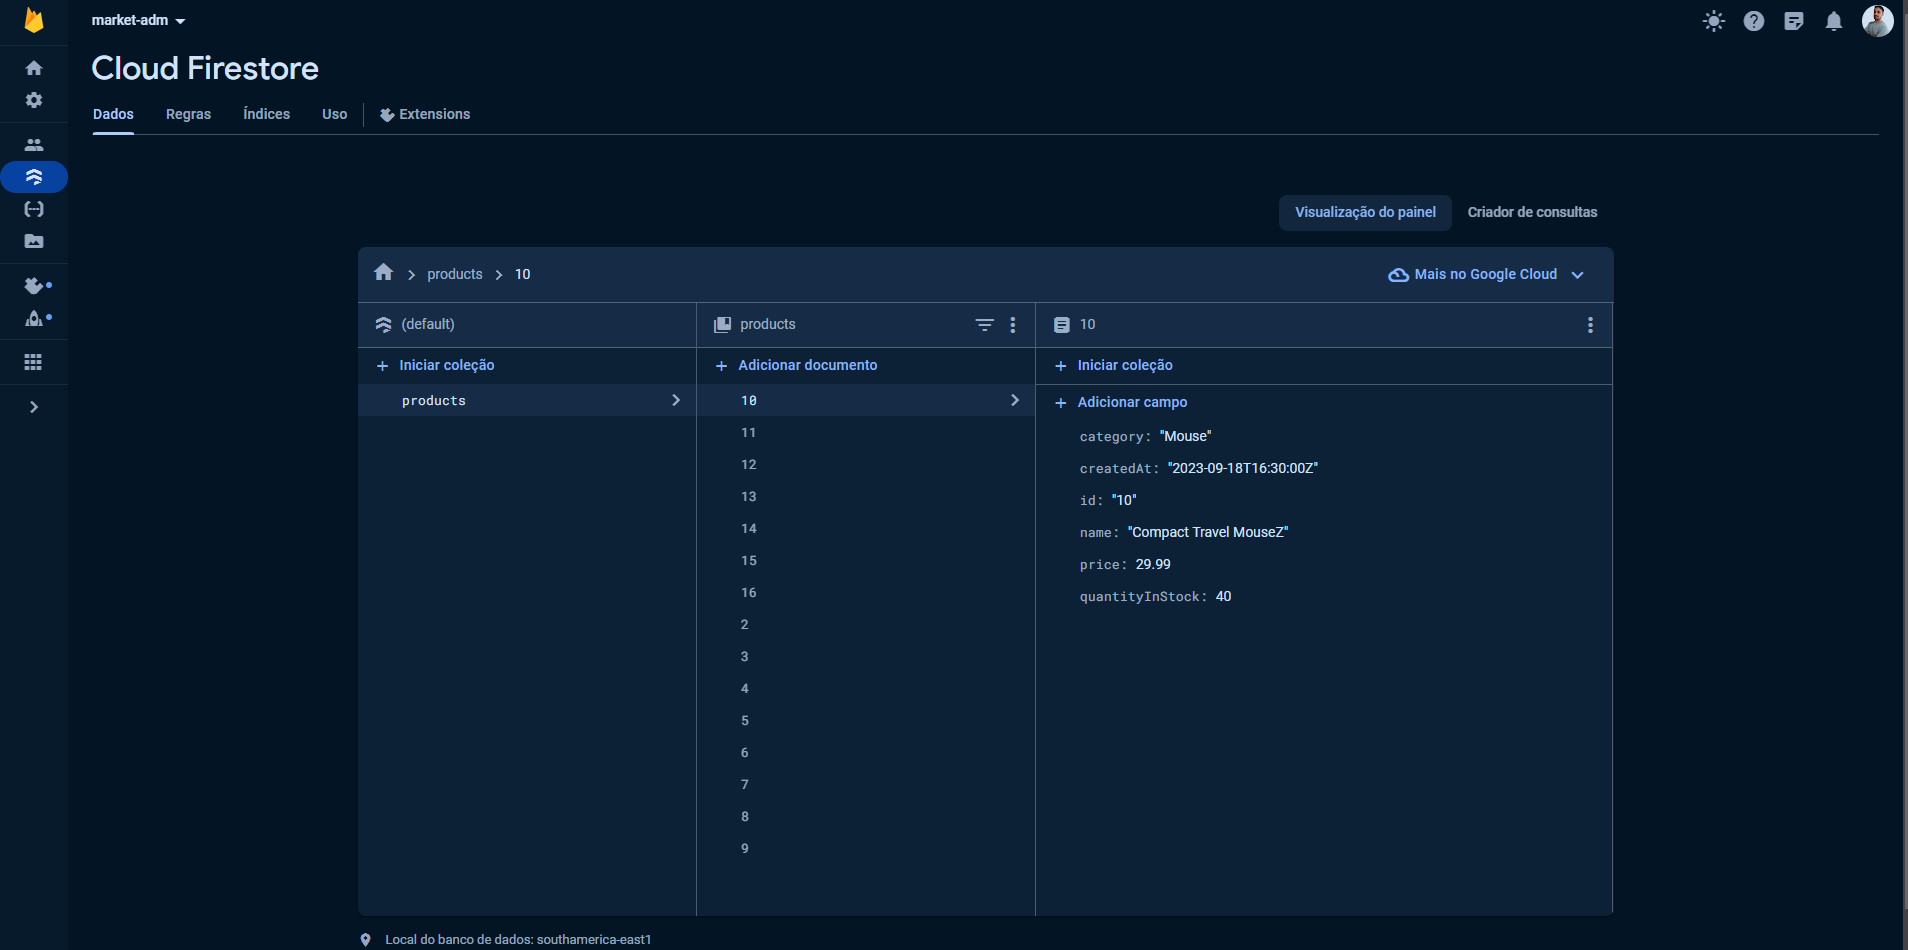 market-adm
Cloud Firestore
Dados Regras Índices Uso Extensions
Visualização do painel Criador de consultas
products 10 Mais no Google Cloud
(default) products 10
Iniciar coleção Adicionar documento Iniciar coleção
products 10 Adicionar campo
11 category: "Mouse"
12 createdAt: "2023-09-18T16:30:00Z"
13 id: "10"
14 name: "Compact Travel MouseZ"
15 price: 29.99
16 quantityInStock: 40
2
3
4
5
6
7
8
9
Local do banco de dados: southamerica-east1